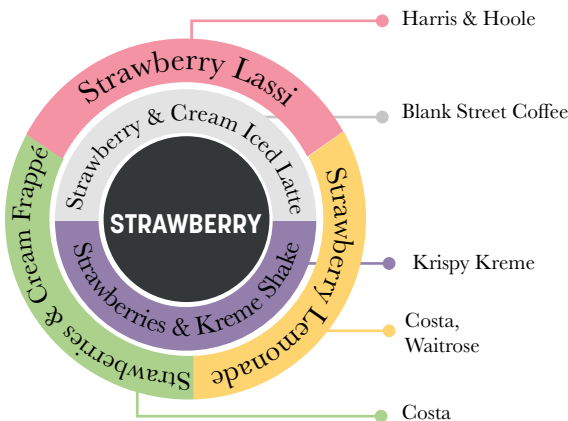 Harris & Hoole
Strawberry Lassi
Blank Street Coffee
Strawberry & Cream Iced Latte
STRAWBERRY
Strawberries & Kreme Shake
Krispy Kreme
Strawberry Lemonade
Costa,
Waitrose
Strawberries & Cream Frappé
Costa